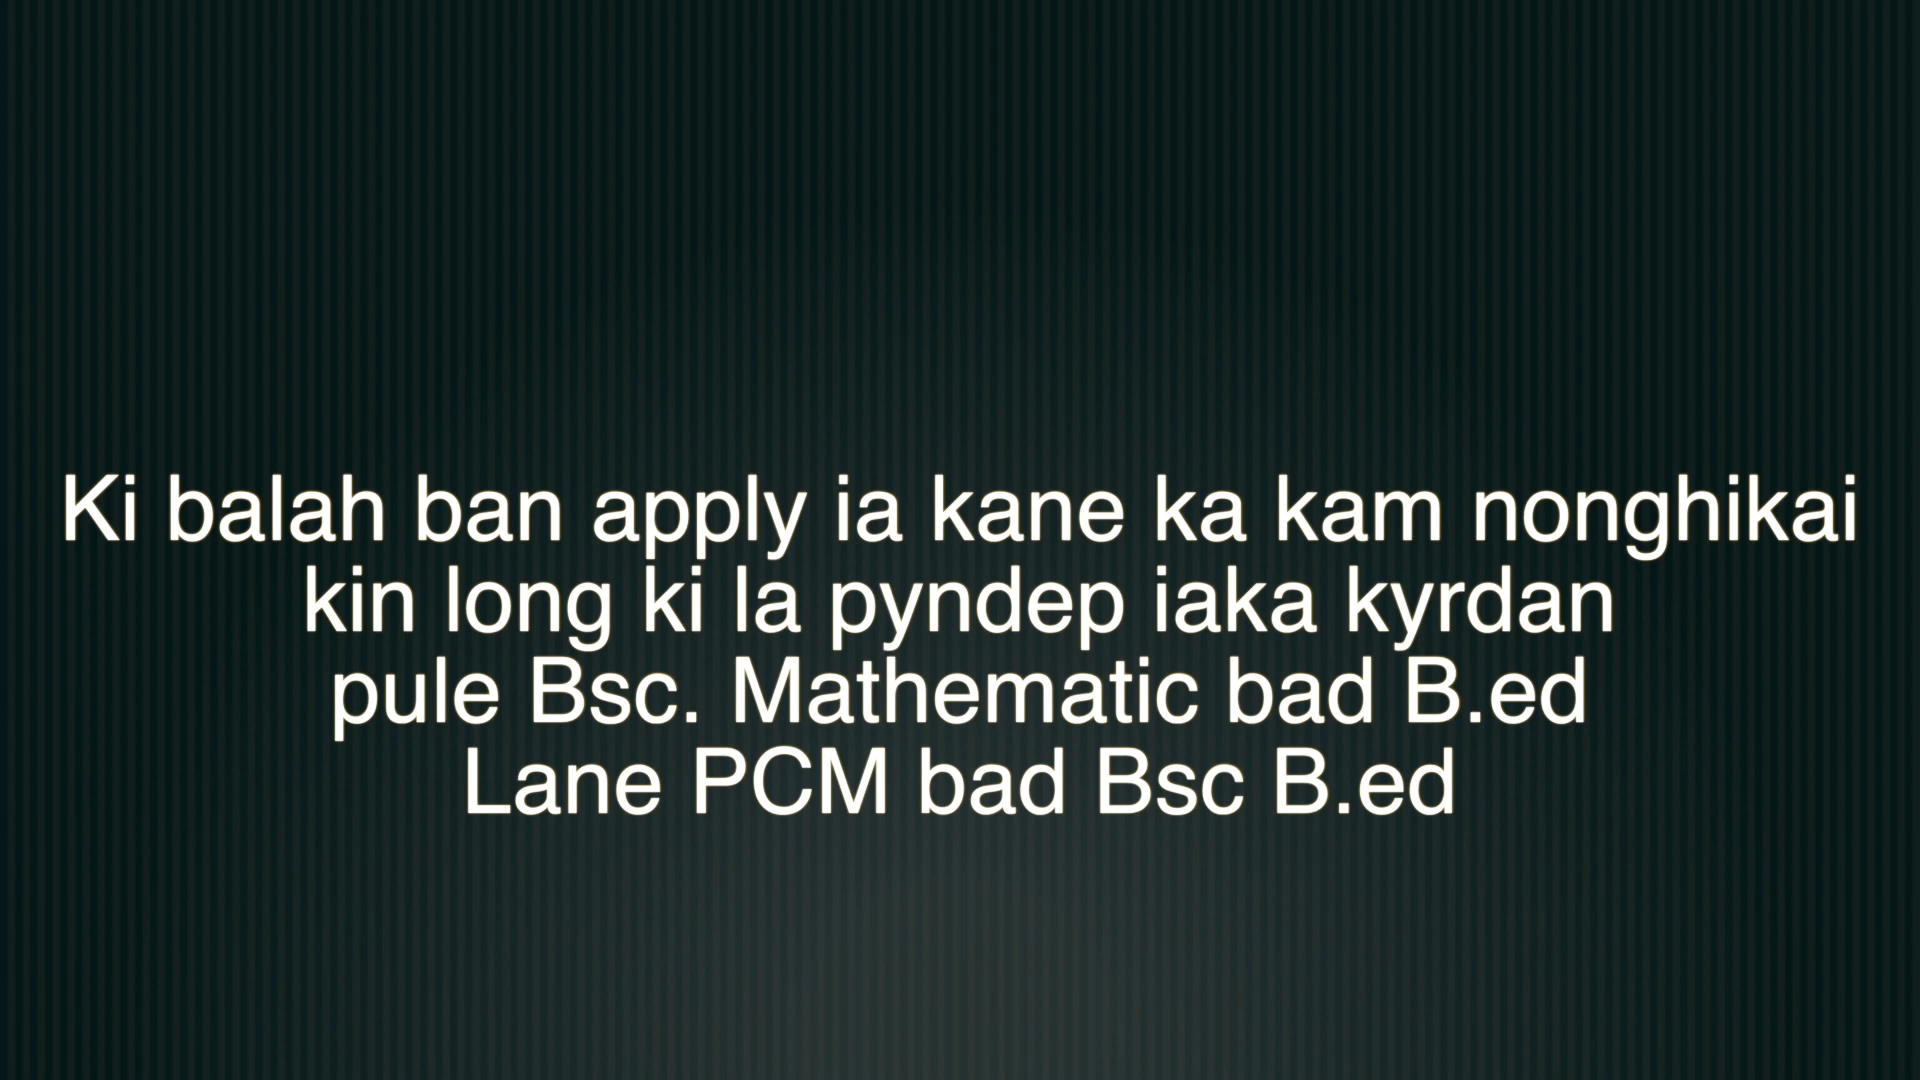 Ki balah ban apply ia kane ka kam nonghikai
kin long ki la pyndep iaka kyrdan
pule Bsc. Mathematic bad B.ed
Lane PCM bad Bsc B.ed